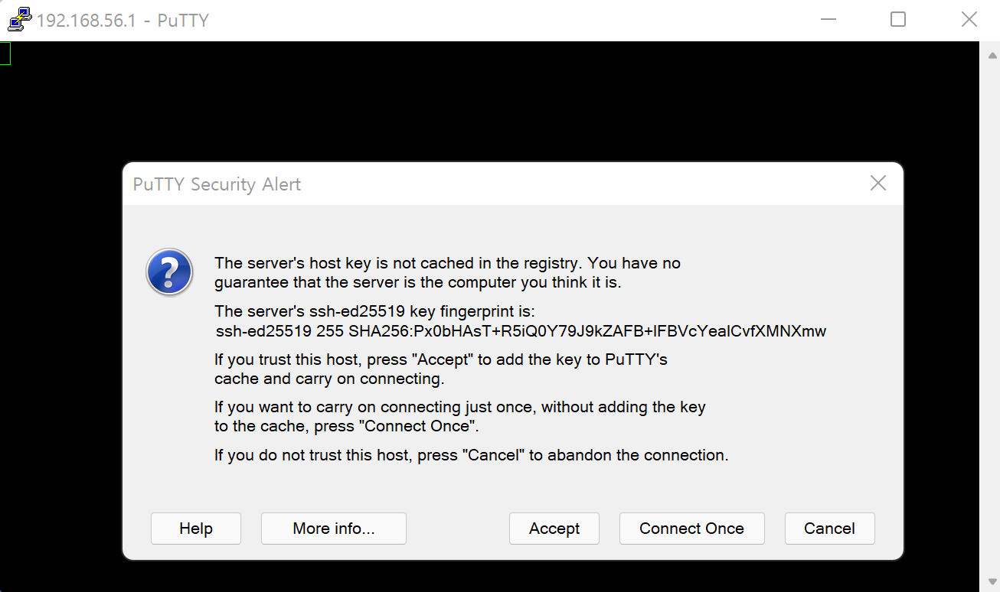 192.168.56.1 - PuTTY
PuTTY Security Alert
The server's host key is not cached in the registry. You have no
guarantee that the server is the computer you think it is.
The server's ssh-ed25519 key fingerprint is:
ssh-ed25519 255 SHA256:Px0bHAsT+R5iQ0Y79J9kZAFB+IFBVcYealCvfXMNXmw
If you trust this host, press "Accept" to add the key to PuTTY's
cache and carry on connecting.
If you want to carry on connecting just once, without adding the key
to the cache, press "Connect Once".
If you do not trust this host, press "Cancel" to abandon the connection.
Help
More info...
Accept
Connect Once
Cancel